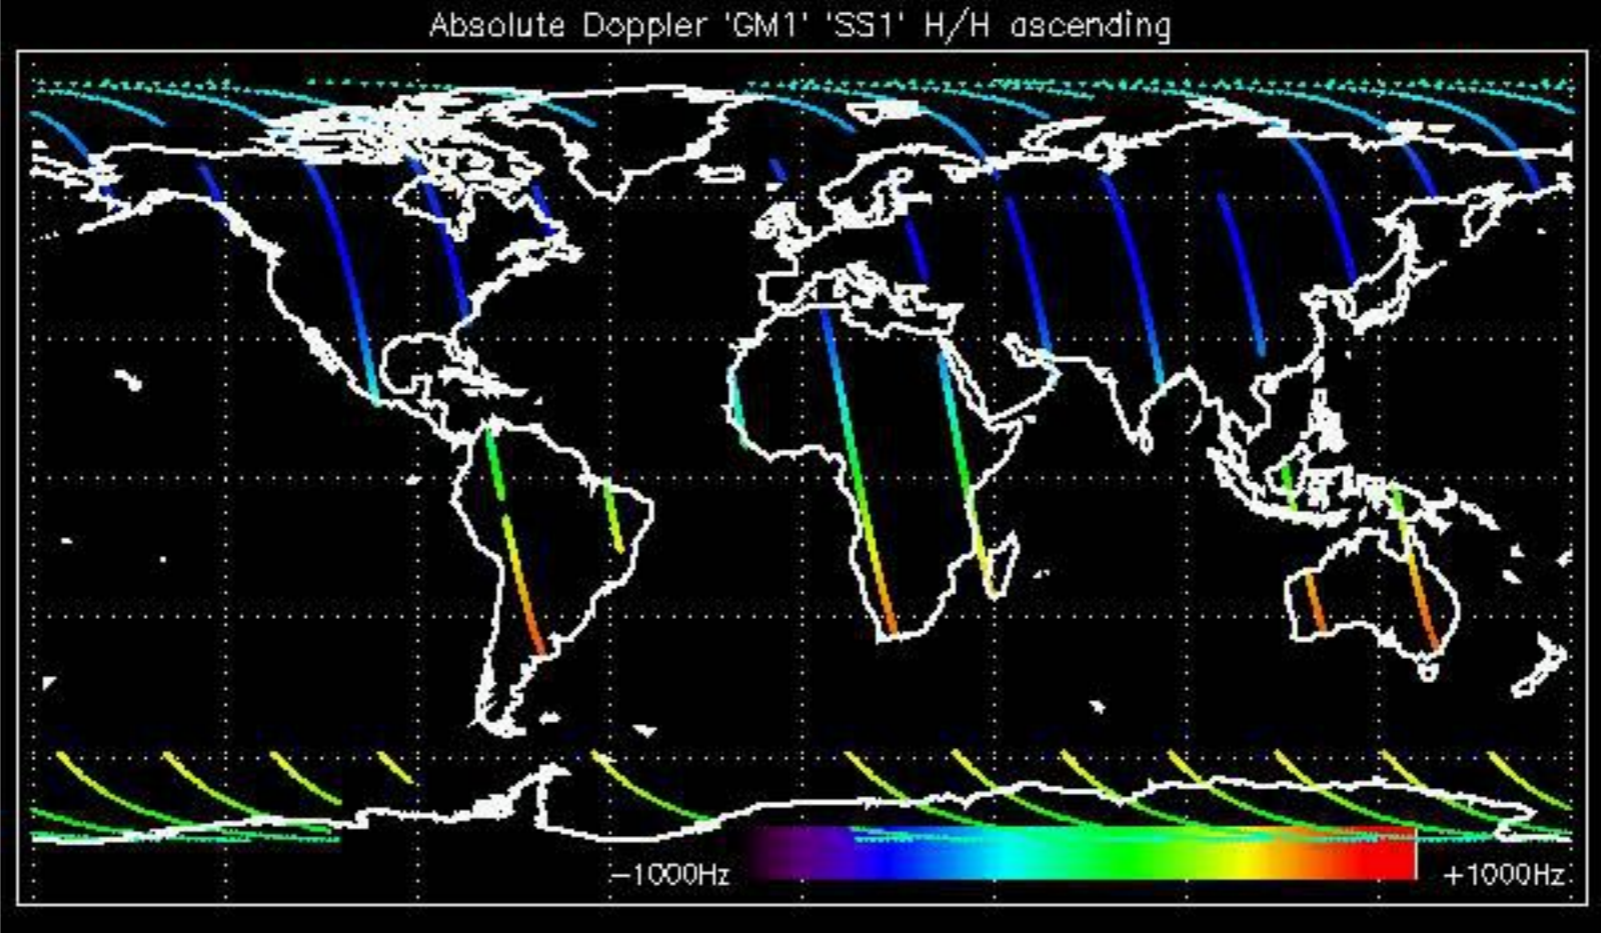 Absolute Doppler 'GM1' 'SS1' H/H ascending
−1000Hz +1000Hz